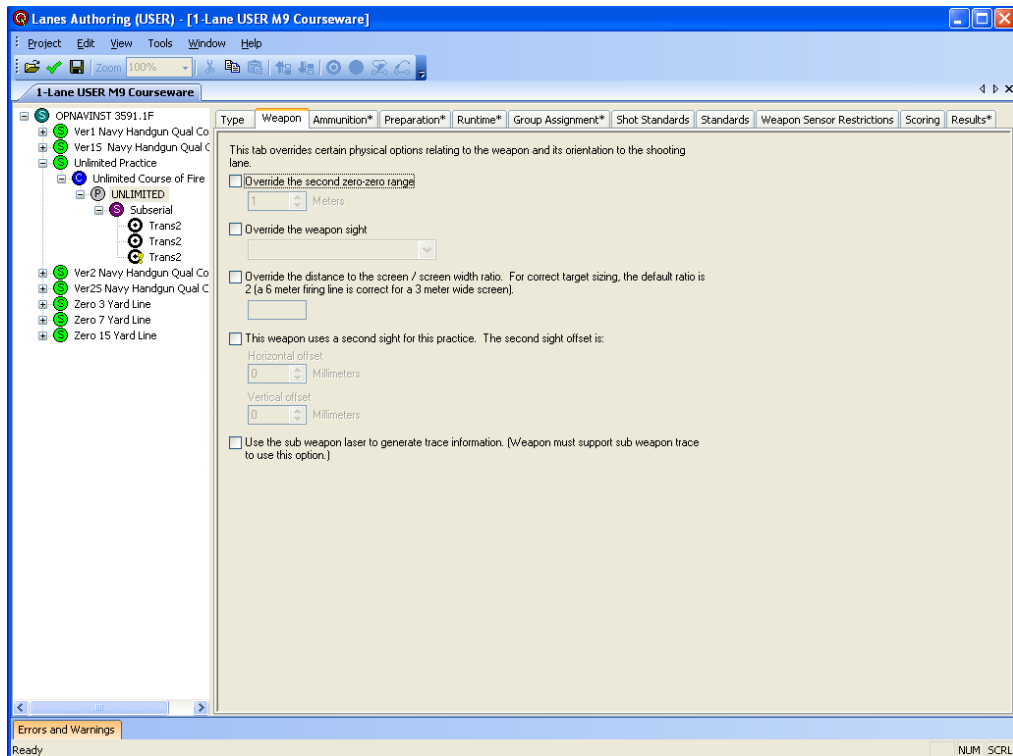 Lanes Authoring (USER) - [1-Lane USER M9 Courseware]
Project Edit View Tools Window Help
Zoom 100%
1-Lane USER M9 Courseware
S OPNAVINST 3591.1F
S Ver1 Navy Handgun Qual Co
S Ver1S Navy Handgun Qual C
S Unlimited Practice
C Unlimited Course of Fire
P UNLIMITED
S Subserial
Trans2
Trans2
Trans2
S Ver2 Navy Handgun Qual Co
S Ver2S Navy Handgun Qual C
S Zero 3 Yard Line
S Zero 7 Yard Line
S Zero 15 Yard Line
Type Weapon Ammunition* Preparation* Runtime* Group Assignment* Shot Standards Standards Weapon Sensor Restrictions Scoring Results*
This tab overrides certain physical options relating to the weapon and its orientation to the shooting
lane.
Override the second zero-zero range
1 Meters
Override the weapon sight
Override the distance to the screen / screen width ratio. For correct target sizing, the default ratio is
2 (a 6 meter firing line is correct for a 3 meter wide screen).
This weapon uses a second sight for this practice. The second sight offset is:
Horizontal offset
0 Millimeters
Vertical offset
0 Millimeters
Use the sub weapon laser to generate trace information. (Weapon must support sub weapon trace
to use this option.)
Errors and Warnings
Ready NUM SCRL